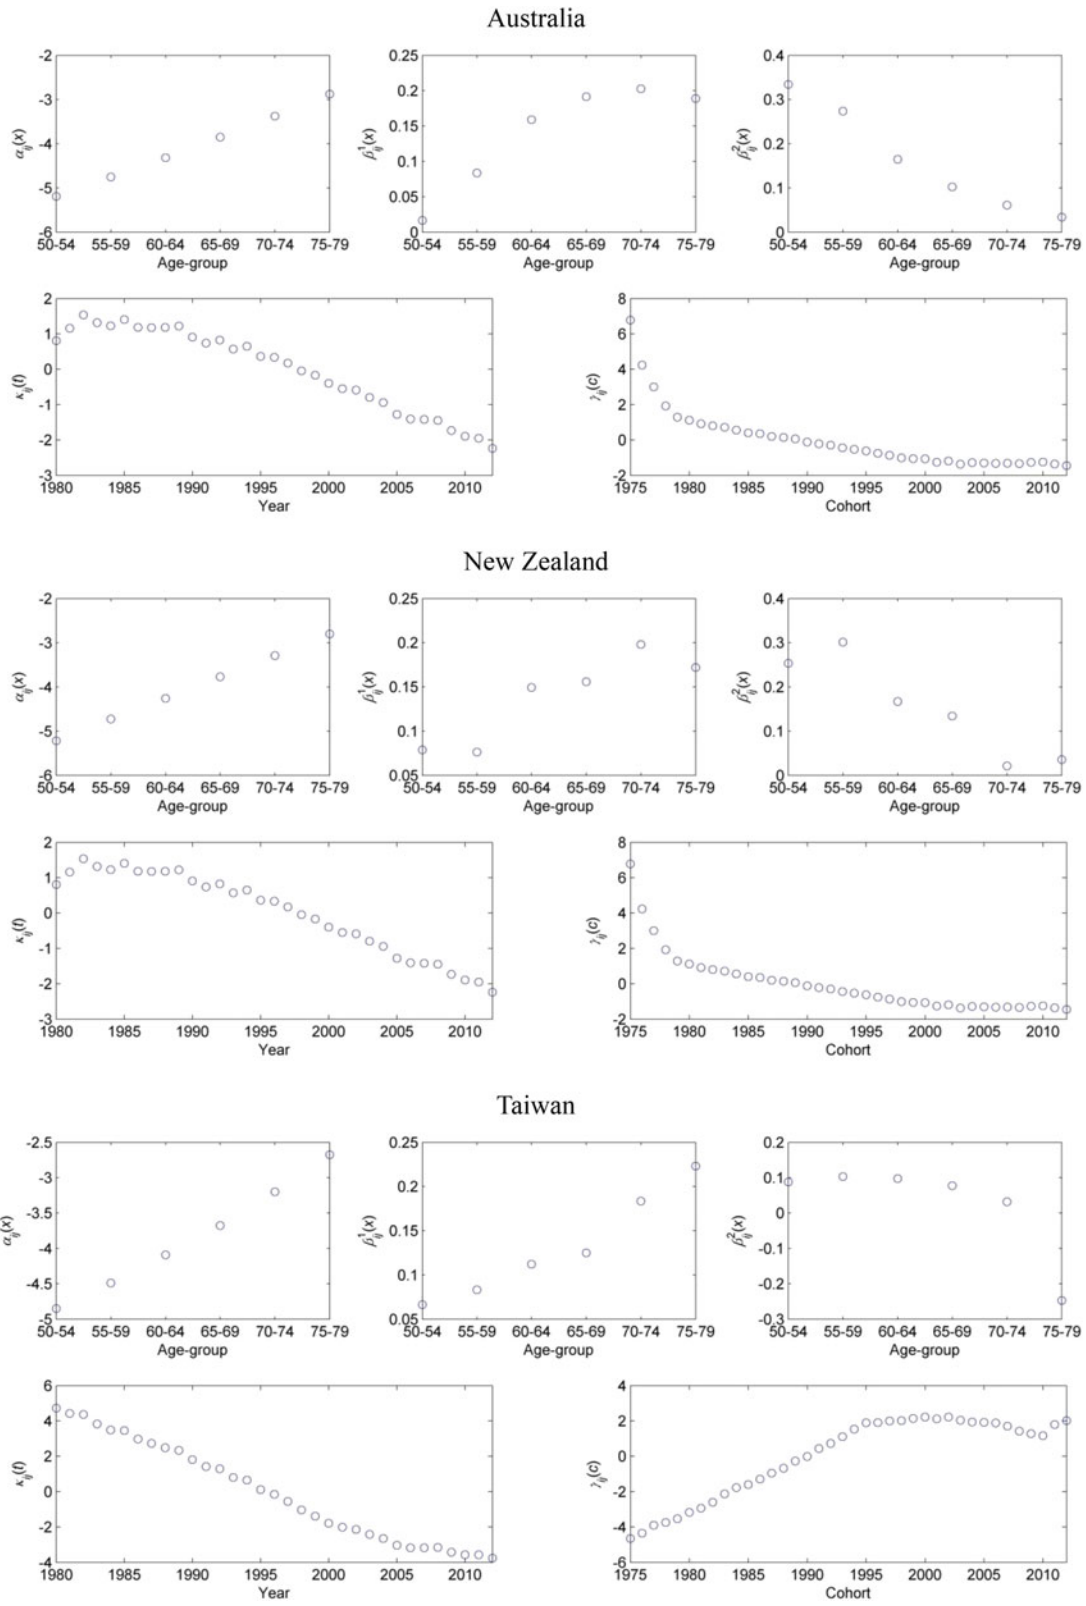 Australia
-2
-3
-4
-5
-6
α_ij(x)
50-54 55-59 60-64 65-69 70-74 75-79
Age-group
0.25
0.2
0.15
0.1
0.05
0
β¹_ij(x)
50-54 55-59 60-64 65-69 70-74 75-79
Age-group
0.4
0.3
0.2
0.1
0
β²_ij(x)
50-54 55-59 60-64 65-69 70-74 75-79
Age-group
2
1
0
-1
-2
-3
κ_ij(t)
1980 1985 1990 1995 2000 2005 2010
Year
8
6
4
2
0
-2
γ_ij(c)
1975 1980 1985 1990 1995 2000 2005 2010
Cohort
New Zealand
-2
-3
-4
-5
-6
α_ij(x)
50-54 55-59 60-64 65-69 70-74 75-79
Age-group
0.25
0.2
0.15
0.1
0.05
β¹_ij(x)
50-54 55-59 60-64 65-69 70-74 75-79
Age-group
0.4
0.3
0.2
0.1
0
β²_ij(x)
50-54 55-59 60-64 65-69 70-74 75-79
Age-group
2
1
0
-1
-2
-3
κ_ij(t)
1980 1985 1990 1995 2000 2005 2010
Year
8
6
4
2
0
-2
γ_ij(c)
1975 1980 1985 1990 1995 2000 2005 2010
Cohort
Taiwan
-2.5
-3
-3.5
-4
-4.5
-5
α_ij(x)
50-54 55-59 60-64 65-69 70-74 75-79
Age-group
0.25
0.2
0.15
0.1
0.05
β¹_ij(x)
50-54 55-59 60-64 65-69 70-74 75-79
Age-group
0.2
0.1
0
-0.1
-0.2
-0.3
β²_ij(x)
50-54 55-59 60-64 65-69 70-74 75-79
Age-group
6
4
2
0
-2
-4
κ_ij(t)
1980 1985 1990 1995 2000 2005 2010
Year
4
2
0
-2
-4
-6
γ_ij(c)
1975 1980 1985 1990 1995 2000 2005 2010
Cohort